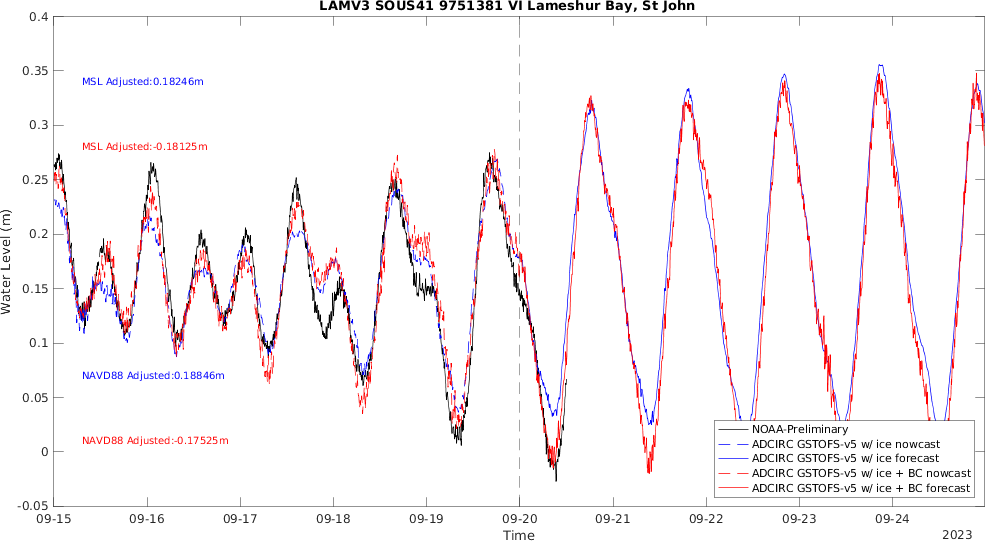 LAMV3 SOUS41 9751381 VI Lameshur Bay, St John
0.4
0.35
0.3
0.25
0.2
0.15
0.1
0.05
0
-0.05
Water Level (m)
MSL Adjusted:0.18246m
MSL Adjusted:-0.18125m
NAVD88 Adjusted:0.18846m
NAVD88 Adjusted:-0.17525m
NOAA-Preliminary
ADCIRC GSTOFS-v5 w/ ice nowcast
ADCIRC GSTOFS-v5 w/ ice forecast
ADCIRC GSTOFS-v5 w/ ice + BC nowcast
ADCIRC GSTOFS-v5 w/ ice + BC forecast
09-15 09-16 09-17 09-18 09-19 09-20 09-21 09-22 09-23 09-24
Time
2023